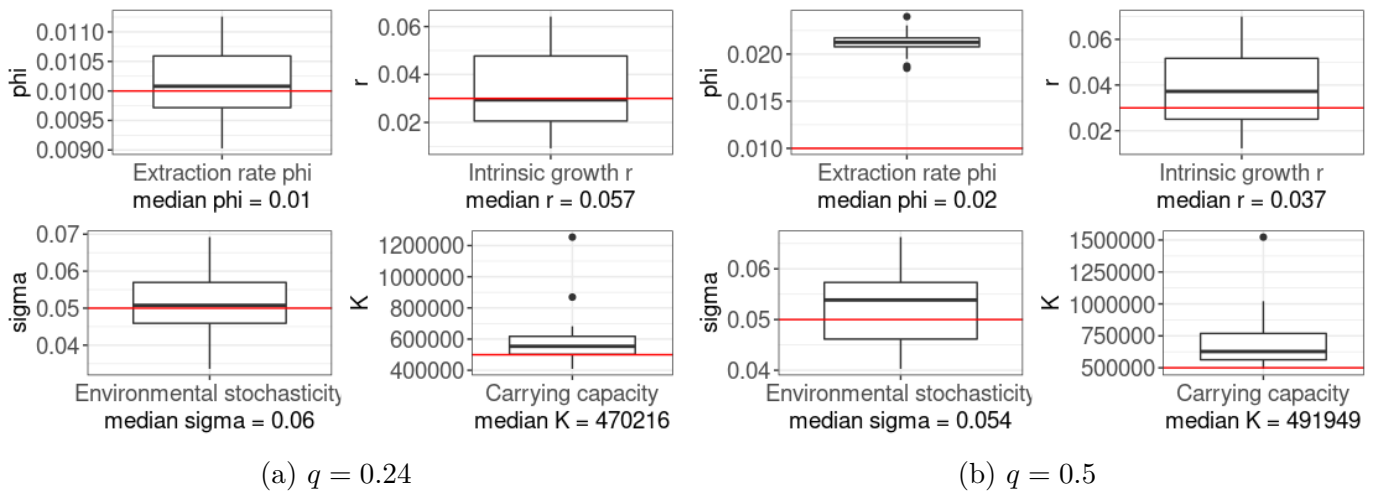 phi
0.0110
0.0105
0.0100
0.0095
0.0090
Extraction rate phi
median phi = 0.01
r
0.06
0.04
0.02
Intrinsic growth r
median r = 0.057
sigma
0.07
0.06
0.05
0.04
Environmental stochasticity
median sigma = 0.06
K
1200000
1000000
800000
600000
400000
Carrying capacity
median K = 470216
(a) q = 0.24
phi
0.020
0.015
0.010
Extraction rate phi
median phi = 0.02
r
0.06
0.04
0.02
Intrinsic growth r
median r = 0.037
sigma
0.06
0.05
0.04
Environmental stochasticity
median sigma = 0.054
K
1500000
1250000
1000000
750000
500000
Carrying capacity
median K = 491949
(b) q = 0.5